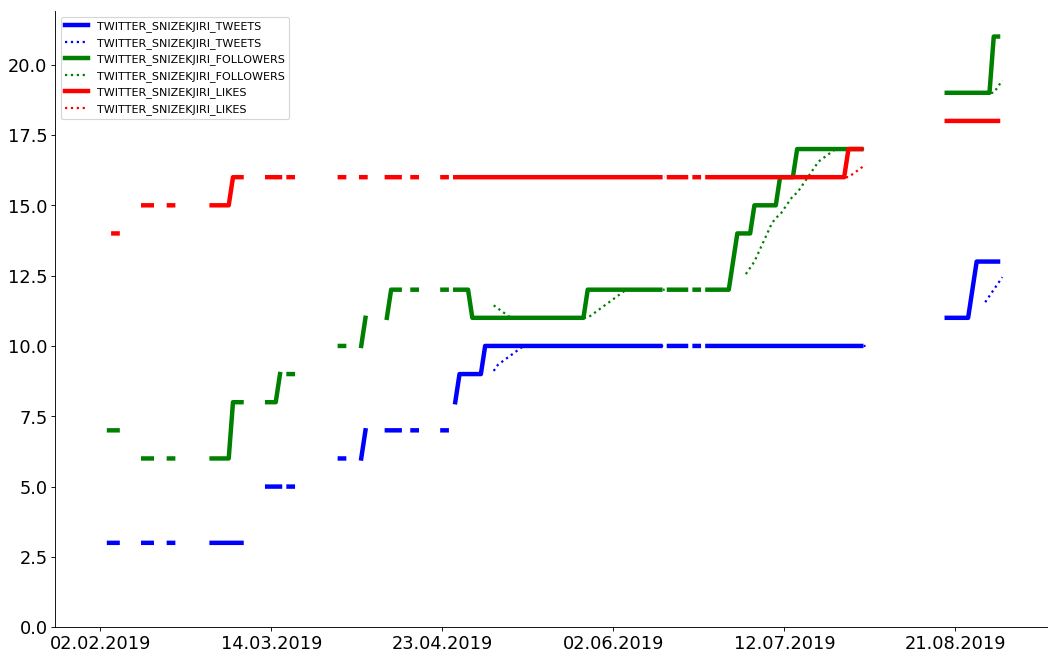 TWITTER_SNIZEKJIRI_TWEETS
TWITTER_SNIZEKJIRI_TWEETS
TWITTER_SNIZEKJIRI_FOLLOWERS
TWITTER_SNIZEKJIRI_FOLLOWERS
TWITTER_SNIZEKJIRI_LIKES
TWITTER_SNIZEKJIRI_LIKES
20.0
17.5
15.0
12.5
10.0
7.5
5.0
2.5
0.0
02.02.2019 14.03.2019 23.04.2019 02.06.2019 12.07.2019 21.08.2019